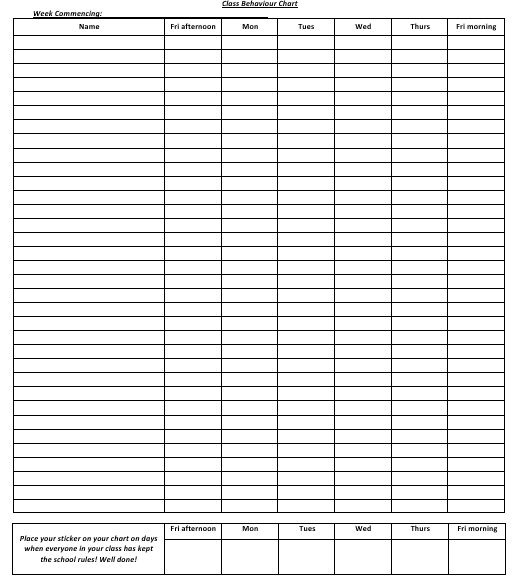 Class Behaviour Chart
Week Commencing:
Name Fri afternoon Mon Tues Wed Thurs Fri morning
Fri afternoon Mon Tues Wed Thurs Fri morning
Place your sticker on your chart on days
when everyone in your class has kept
the school rules! Well done!